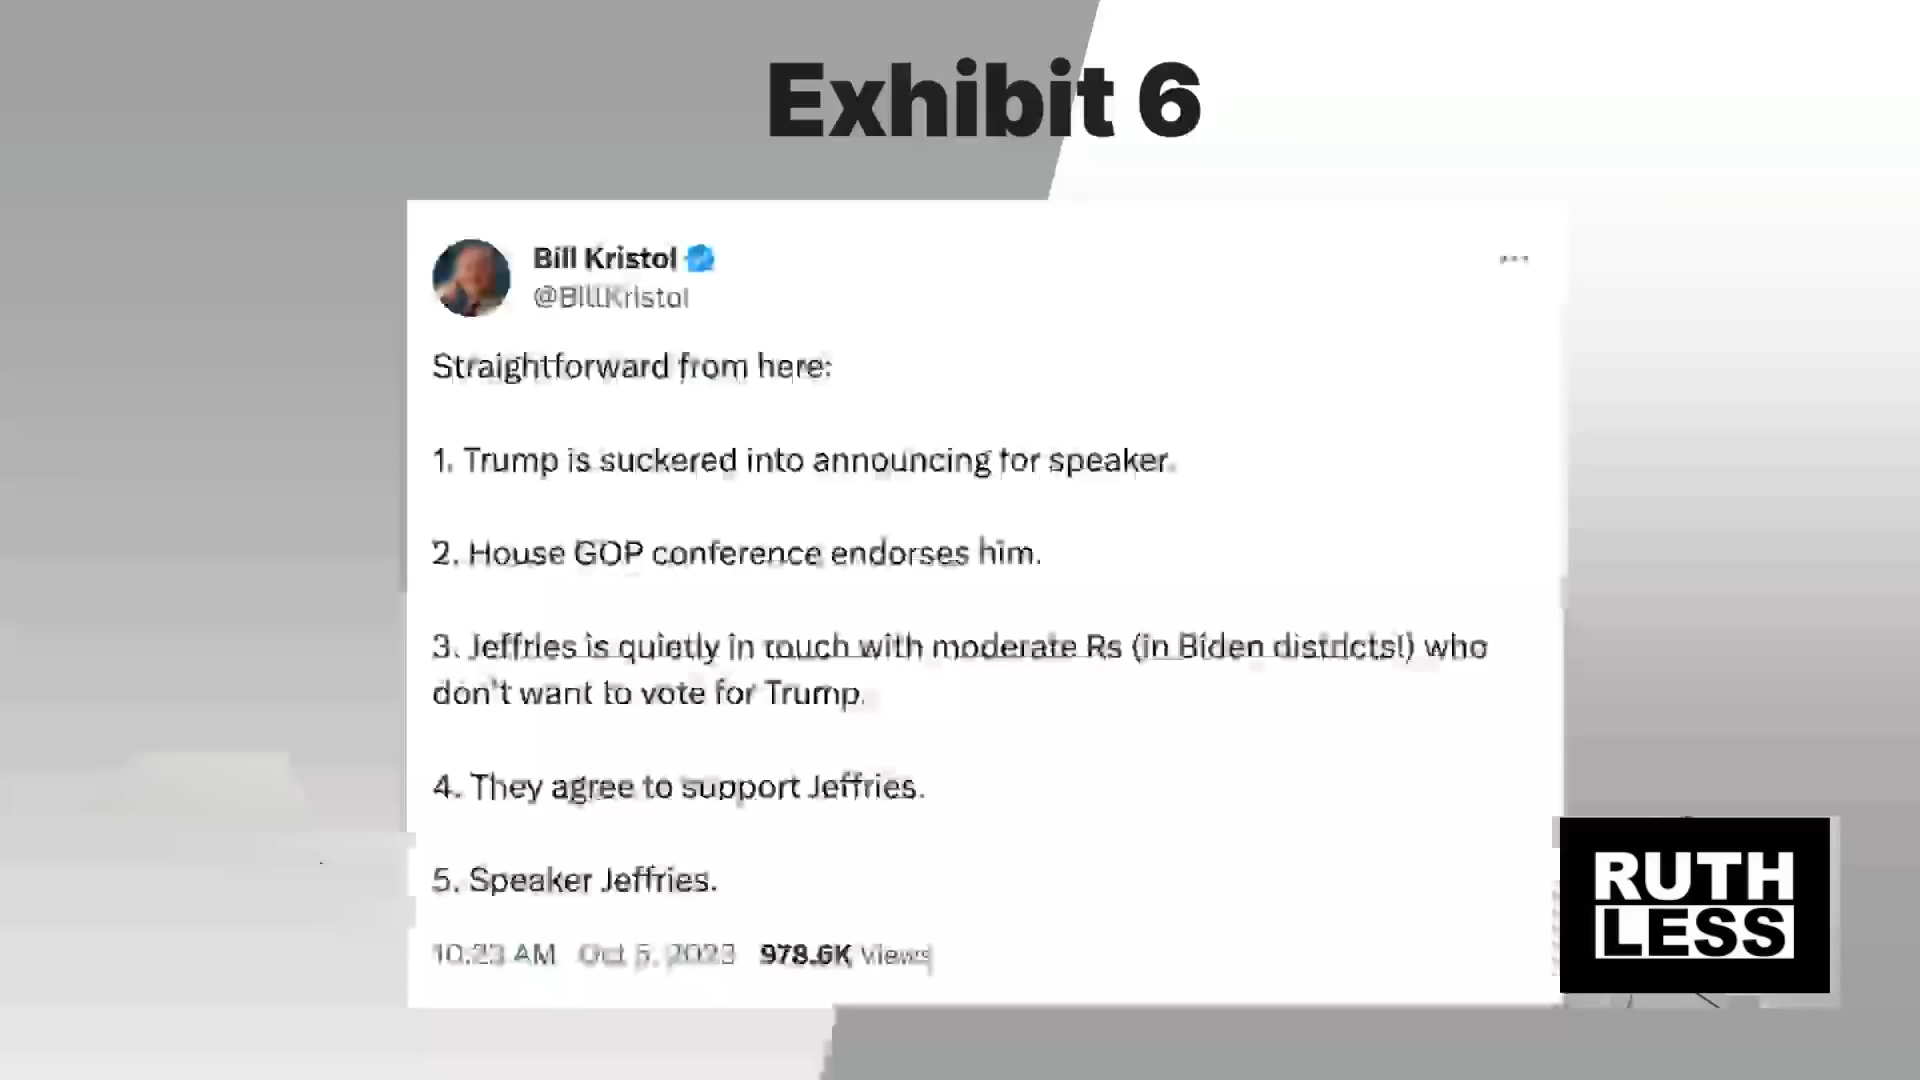 Exhibit 6
Bill Kristol
@BillKristol
Straightforward from here:
1. Trump is suckered into announcing for speaker.
2. House GOP conference endorses him.
3. Jeffries is quietly in touch with moderate Rs (in Biden districts!) who
don't want to vote for Trump.
4. They agree to support Jeffries.
5. Speaker Jeffries.
10:23 AM Oct 5, 2023 978.6K Views
RUTH
LESS